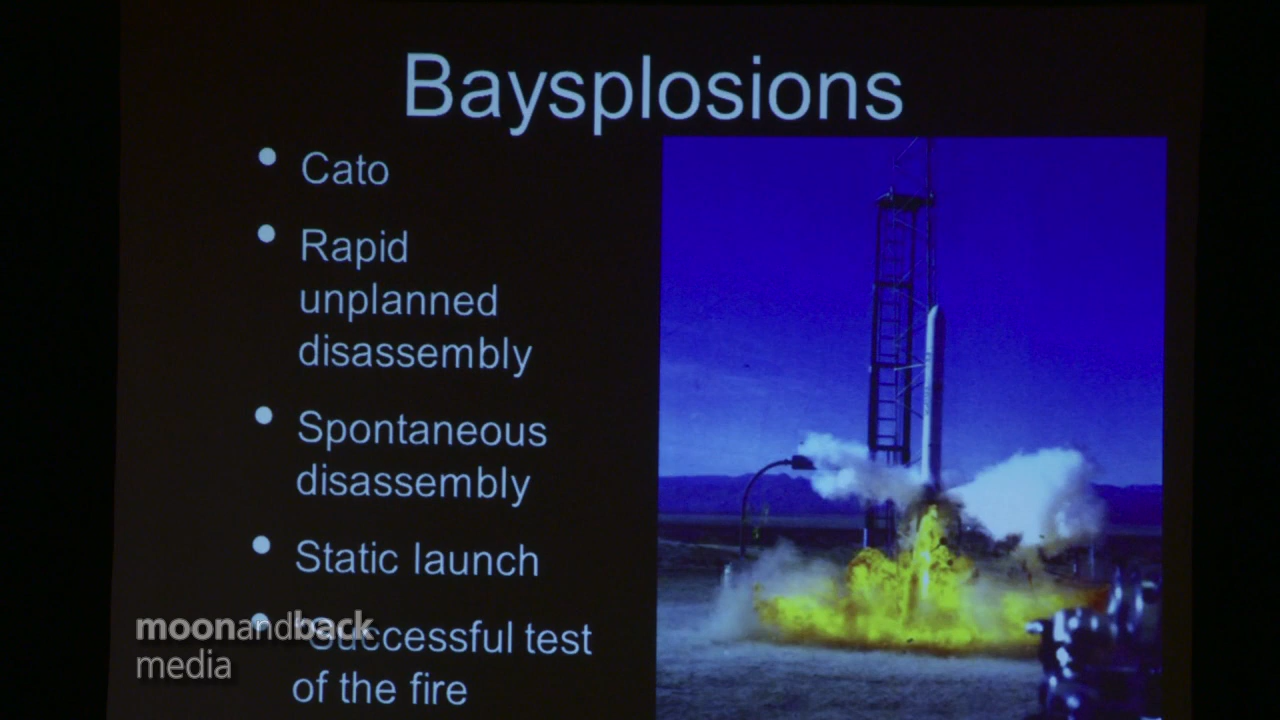 Baysplosions
Cato
Rapid
unplanned
disassembly
Spontaneous
disassembly
Static launch
Successful test
of the fire
moonandback
media